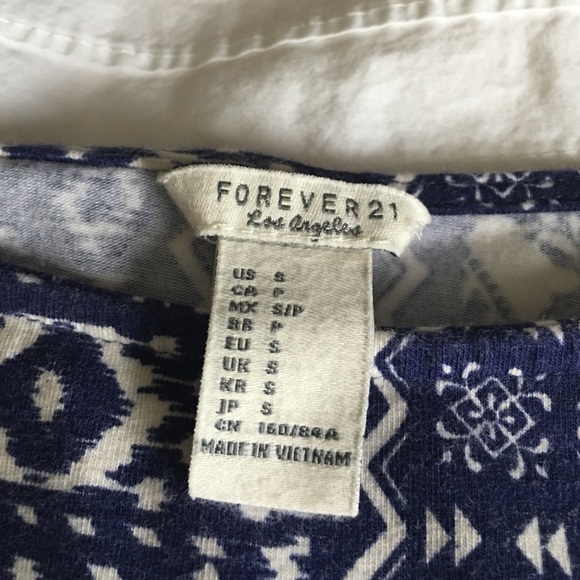 FOREVER 21
Los Angeles
US S
CA P
MX S/P
BR P
EU S
UK S
KR S
JP S
CN 160/84A
MADE IN VIETNAM